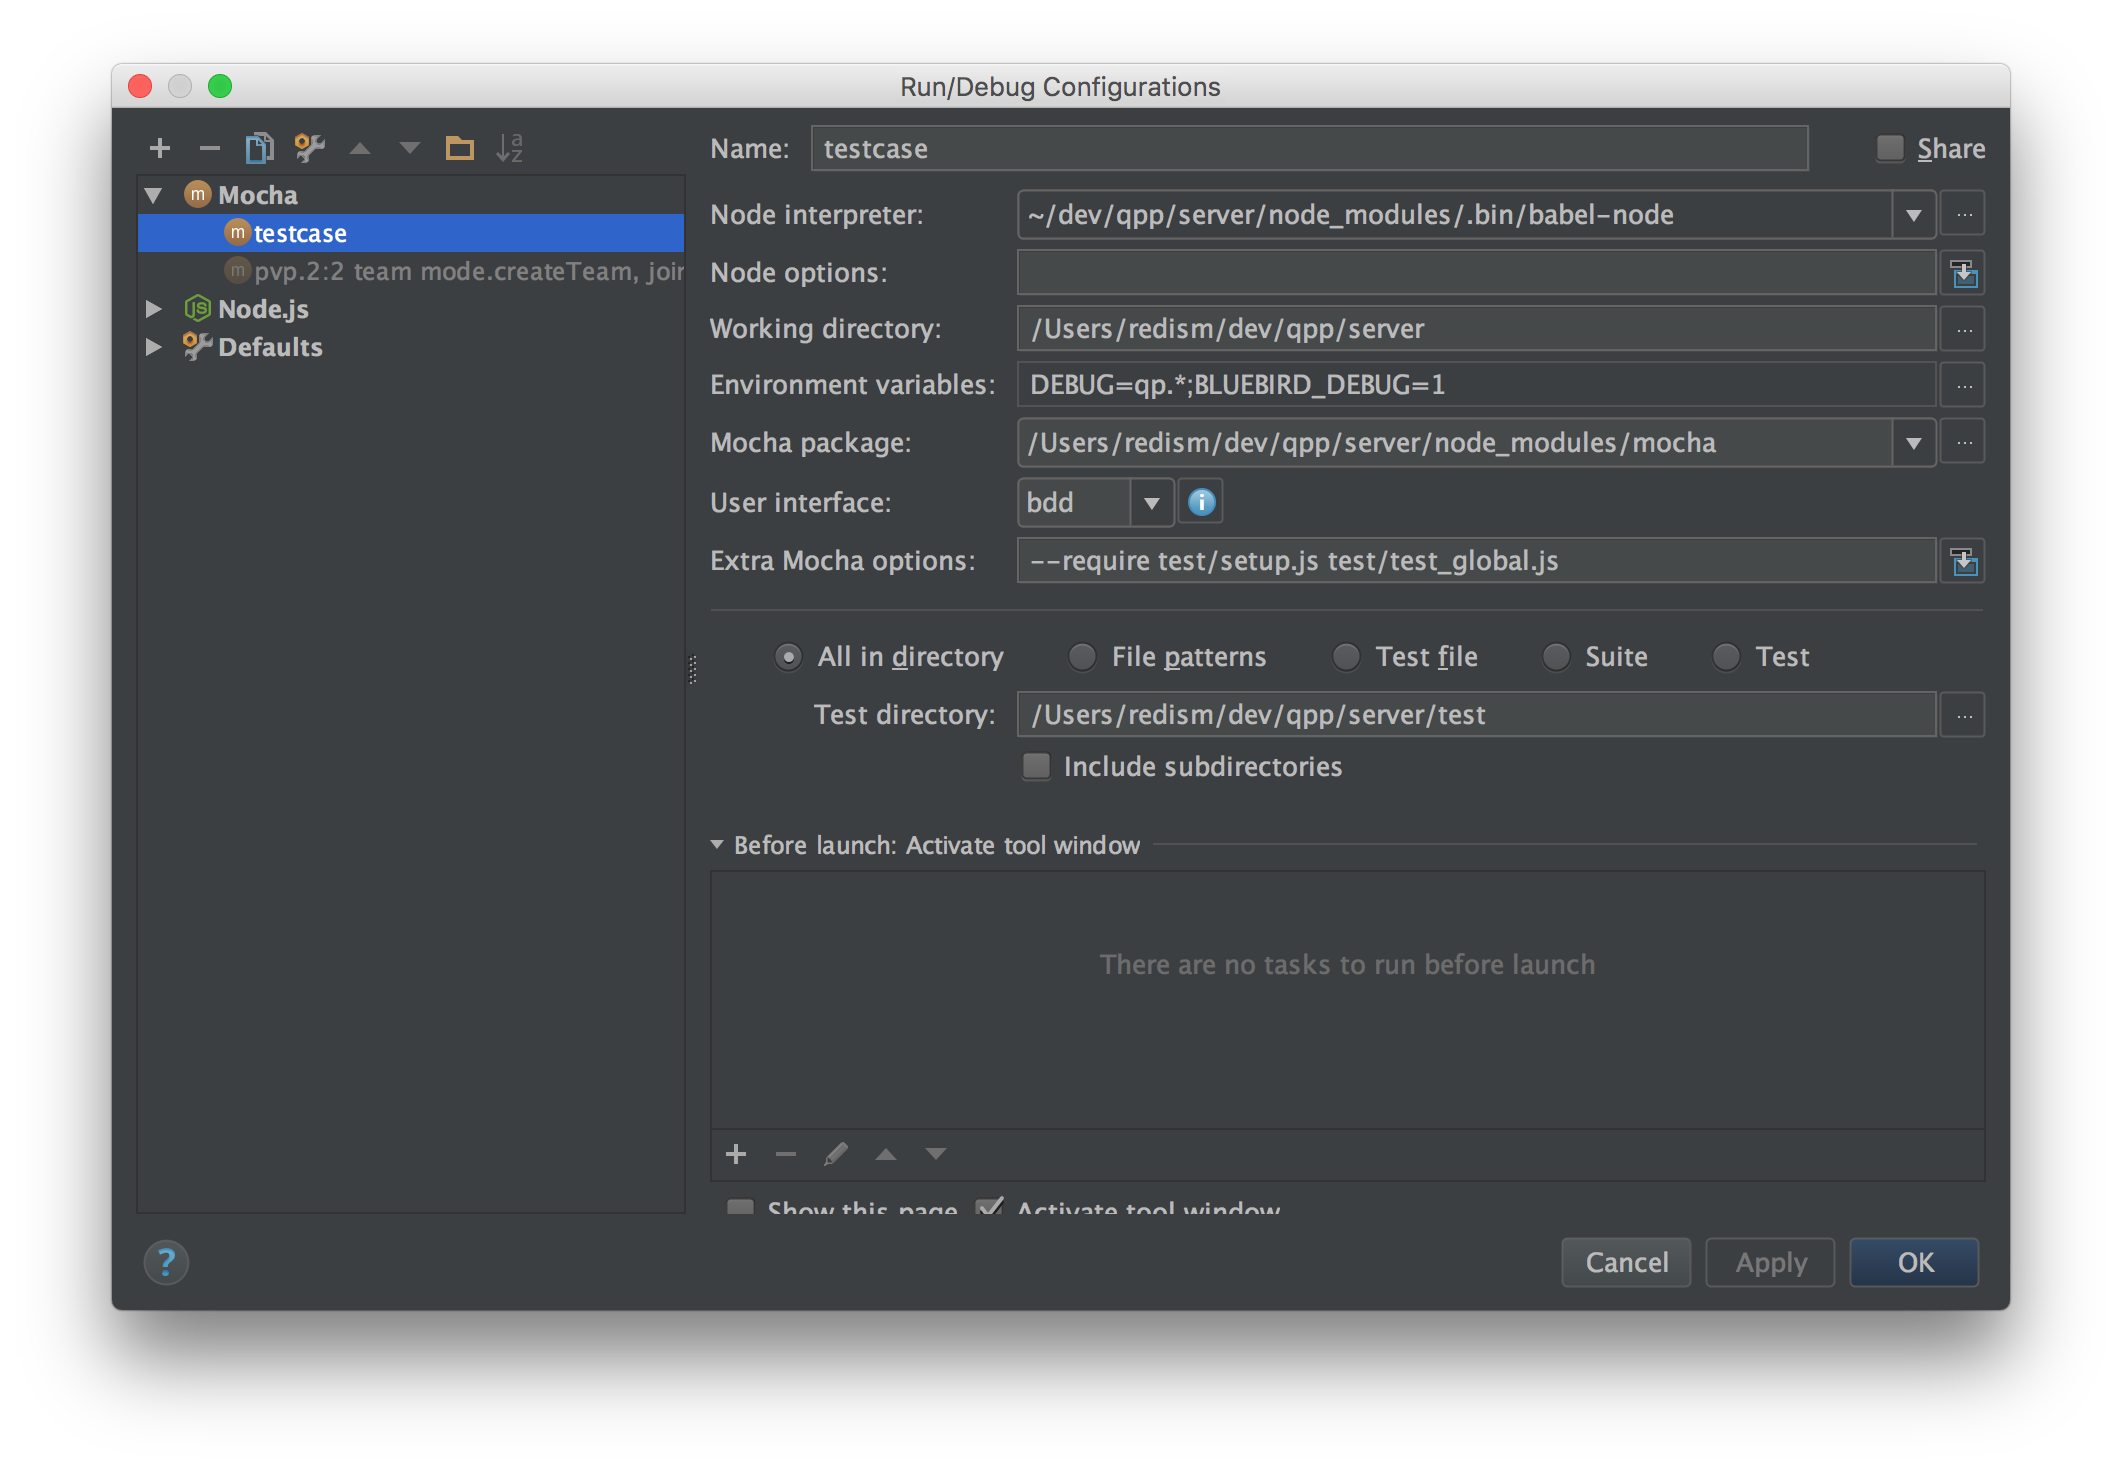 Run/Debug Configurations
Name: testcase Share
Mocha
testcase
pvp.2:2 team mode.createTeam, joir
Node.js
Defaults
Node interpreter: ~/dev/qpp/server/node_modules/.bin/babel-node
Node options:
Working directory: /Users/redism/dev/qpp/server
Environment variables: DEBUG=qp.*;BLUEBIRD_DEBUG=1
Mocha package: /Users/redism/dev/qpp/server/node_modules/mocha
User interface: bdd
Extra Mocha options: --require test/setup.js test/test_global.js
All in directory File patterns Test file Suite Test
Test directory: /Users/redism/dev/qpp/server/test
Include subdirectories
Before launch: Activate tool window
There are no tasks to run before launch
Show this page Activate tool window
? Cancel Apply OK